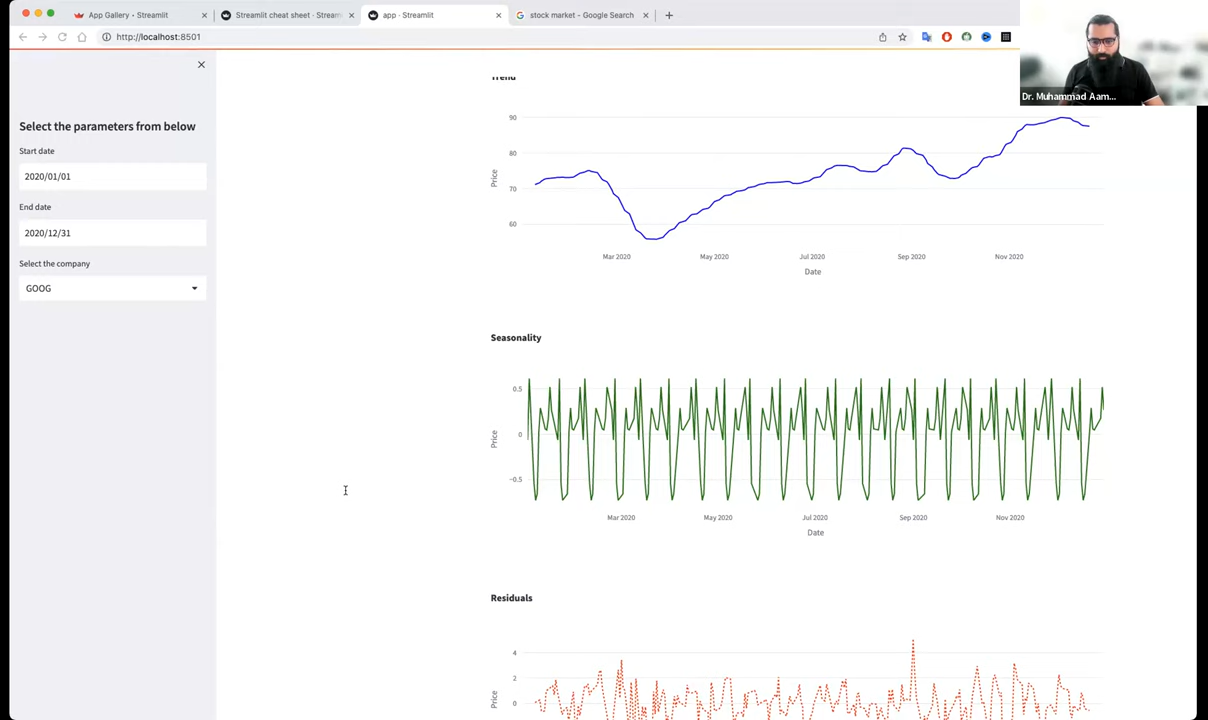 App Gallery • Streamlit
Streamlit cheat sheet · Stream
app · Streamlit
stock market - Google Search
http://localhost:8501
Dr. Muhammad Aam...
Select the parameters from below
Start date
2020/01/01
End date
2020/12/31
Select the company
GOOG
Trend
90
80
70
60
Price
Mar 2020
May 2020
Jul 2020
Sep 2020
Nov 2020
Date
Seasonality
0.5
0
−0.5
Price
Mar 2020
May 2020
Jul 2020
Sep 2020
Nov 2020
Date
Residuals
4
2
0
Price